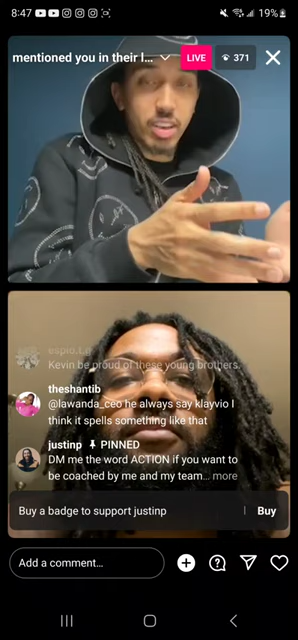 8:47
19%
mentioned you in their l...
LIVE
371
espio.Lg
Kevin be proud of these young brothers.
theshantib
@lawanda_ceo he always say klayvio I
think it spells something like that
justinp PINNED
DM me the word ACTION if you want to
be coached by me and my team... more
Buy a badge to support justinp
Buy
Add a comment...